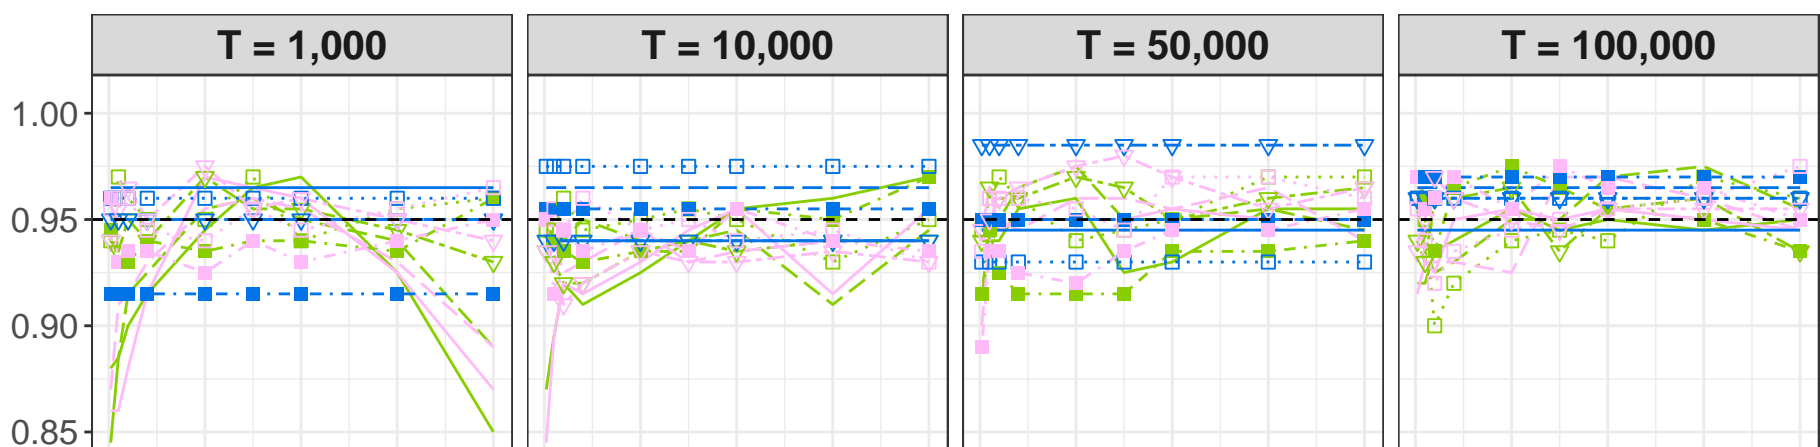 T = 1,000
T = 10,000
T = 50,000
T = 100,000
1.00
0.95
0.90
0.85